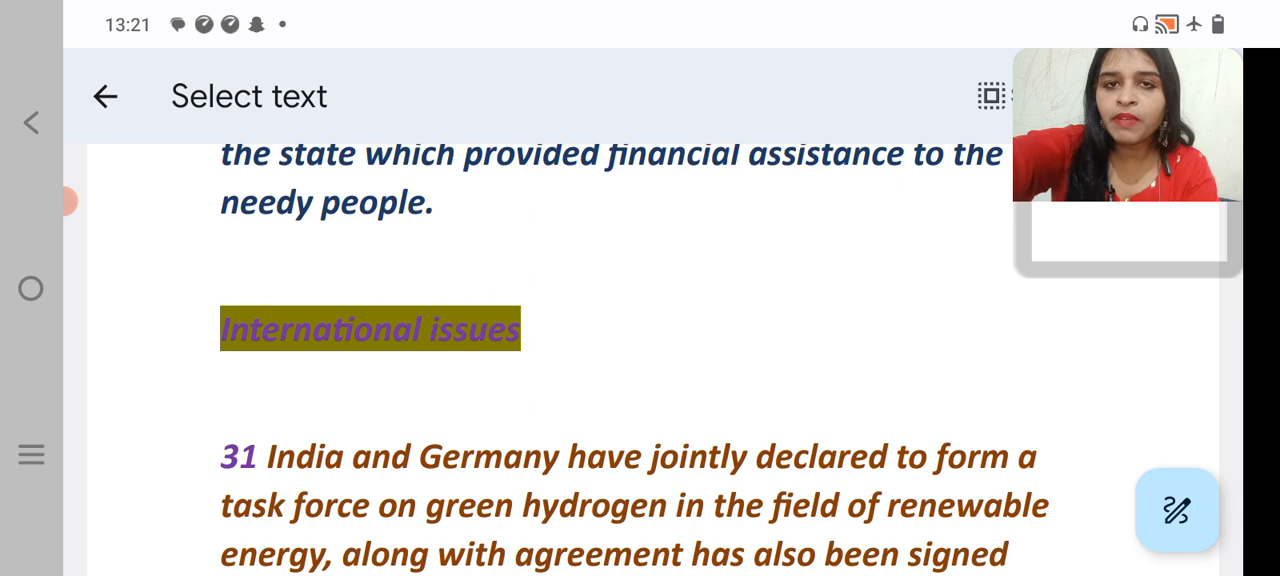 13:21
Select text
the state which provided financial assistance to the
needy people.
International issues
31 India and Germany have jointly declared to form a
task force on green hydrogen in the field of renewable
energy, along with agreement has also been signed